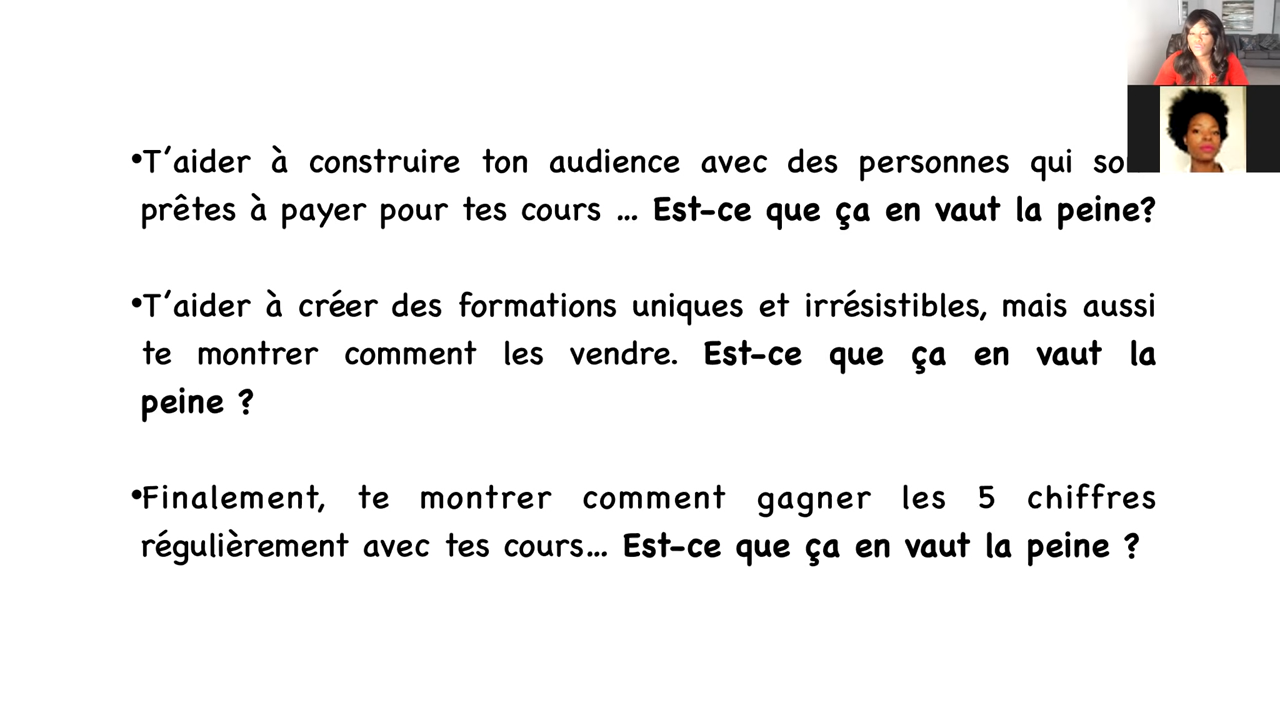 •T'aider à construire ton audience avec des personnes qui
prêtes à payer pour tes cours ... Est-ce que ça en vaut la peine?
•T'aider à créer des formations uniques et irrésistibles, mais aussi
te montrer comment les vendre. Est-ce que ça en vaut la
peine ?
•Finalement, te montrer comment gagner les 5 chiffres
régulièrement avec tes cours... Est-ce que ça en vaut la peine ?